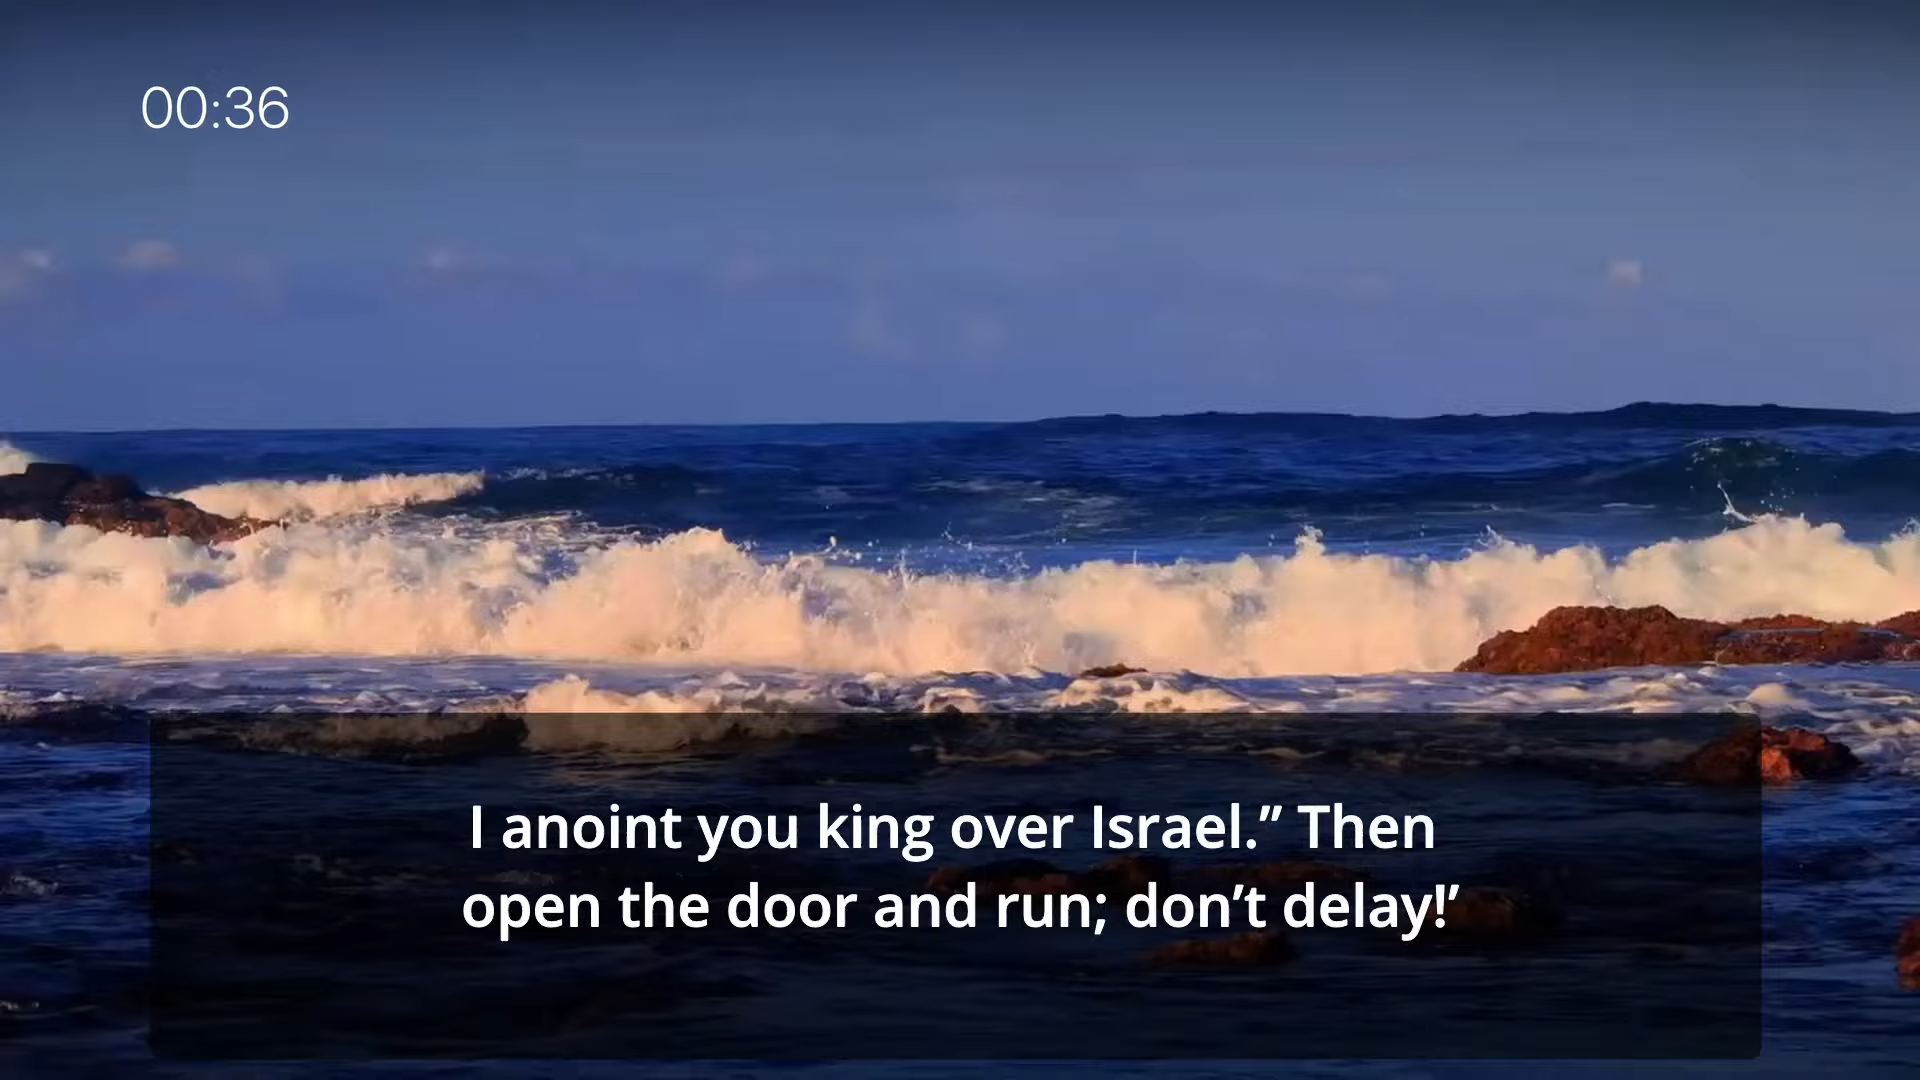 00:36
I anoint you king over Israel.” Then
open the door and run; don’t delay!’